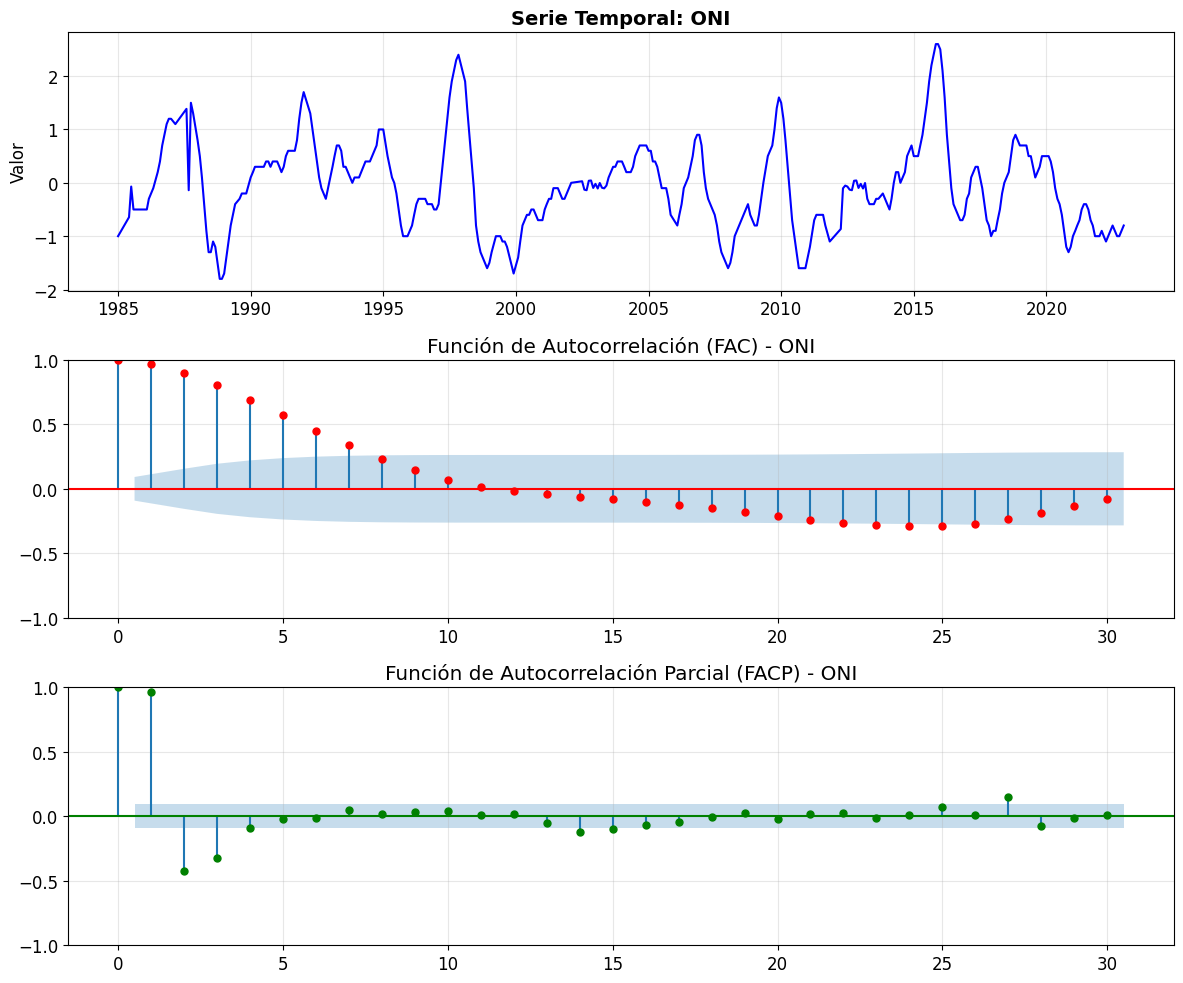 Serie Temporal: ONI
Valor
2
1
0
−1
−2
1985 1990 1995 2000 2005 2010 2015 2020
Función de Autocorrelación (FAC) - ONI
1.0
0.5
0.0
−0.5
−1.0
0 5 10 15 20 25 30
Función de Autocorrelación Parcial (FACP) - ONI
1.0
0.5
0.0
−0.5
−1.0
0 5 10 15 20 25 30